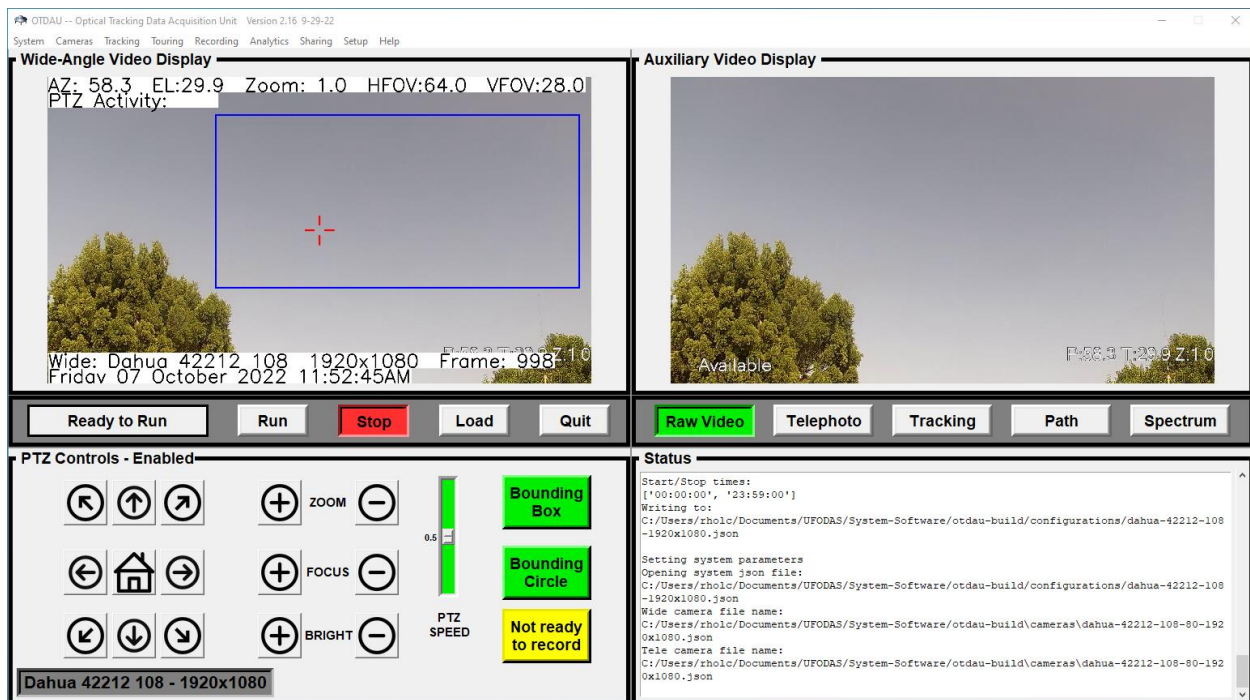 OTDAU -- Optical Tracking Data Acquisition Unit Version 2.16 9-29-22
System Cameras Tracking Touring Recording Analytics Sharing Setup Help
Wide-Angle Video Display
AZ: 58.3 EL:29.9 Zoom: 1.0 HFOV:64.0 VFOV:28.0
PTZ Activity:
Wide: Dahua 42212 108 1920x1080 Frame: 998
Friday 07 October 2022 11:52:45AM
Auxiliary Video Display
Available
P:58.3 T:29.9 Z:1.0
Ready to Run
Run
Stop
Load
Quit
Raw Video
Telephoto
Tracking
Path
Spectrum
PTZ Controls - Enabled
ZOOM
FOCUS
BRIGHT
0.5
PTZ
SPEED
Bounding
Box
Bounding
Circle
Not ready
to record
Dahua 42212 108 - 1920x1080
Status
Start/Stop times:
['00:00:00', '23:59:00']
Writing to:
C:/Users/rholc/Documents/UFODAS/System-Software/otdau-build/configurations/dahua-42212-108
-1920x1080.json
Setting system parameters
Opening system json file:
C:/Users/rholc/Documents/UFODAS/System-Software/otdau-build/configurations/dahua-42212-108
-1920x1080.json
Wide camera file name:
C:/Users/rholc/Documents/UFODAS/System-Software/otdau-build\cameras\dahua-42212-108-80-192
0x1080.json
Tele camera file name:
C:/Users/rholc/Documents/UFODAS/System-Software/otdau-build\cameras\dahua-42212-108-80-192
0x1080.json